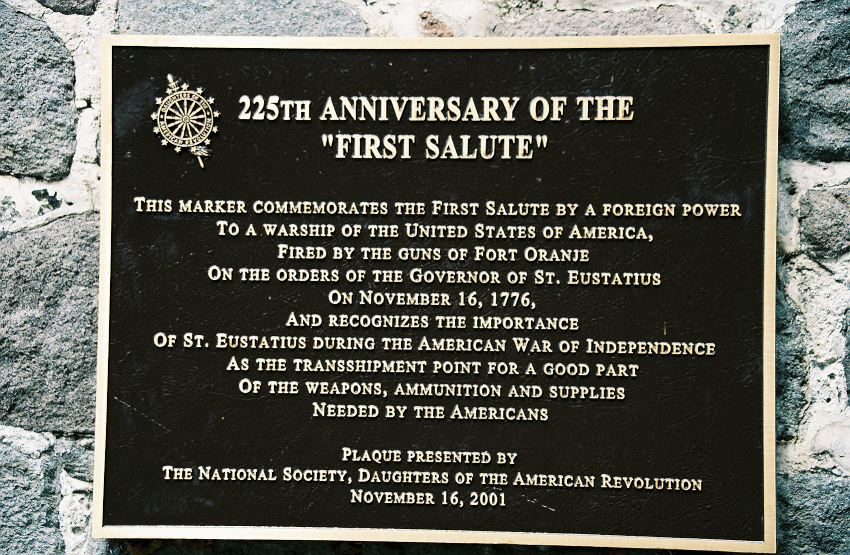 225TH ANNIVERSARY OF THE
"FIRST SALUTE"
THIS MARKER COMMEMORATES THE FIRST SALUTE BY A FOREIGN POWER
TO A WARSHIP OF THE UNITED STATES OF AMERICA,
FIRED BY THE GUNS OF FORT ORANJE
ON THE ORDERS OF THE GOVERNOR OF ST. EUSTATIUS
ON NOVEMBER 16, 1776,
AND RECOGNIZES THE IMPORTANCE
OF ST. EUSTATIUS DURING THE AMERICAN WAR OF INDEPENDENCE
AS THE TRANSSHIPMENT POINT FOR A GOOD PART
OF THE WEAPONS, AMMUNITION AND SUPPLIES
NEEDED BY THE AMERICANS
PLAQUE PRESENTED BY
THE NATIONAL SOCIETY, DAUGHTERS OF THE AMERICAN REVOLUTION
NOVEMBER 16, 2001